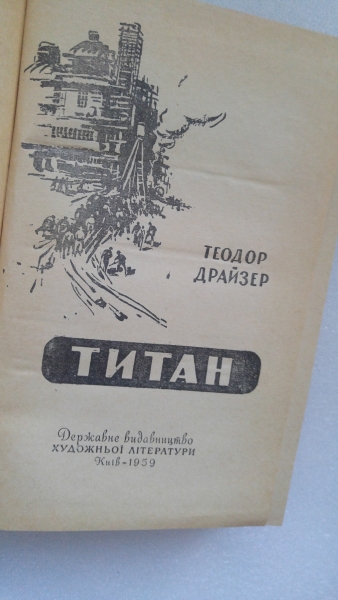 ТЕОДОР
ДРАЙЗЕР
ТИТАН
Державне видавництво
ХУДОЖНЬОЇ ЛІТЕРАТУРИ
Київ-1959